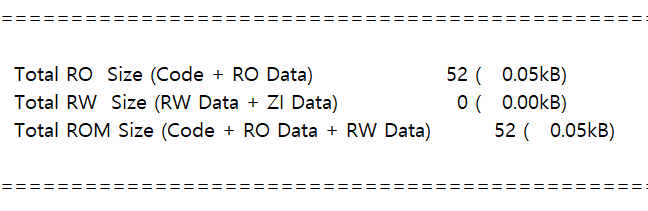 ==============================================================================
Total RO  Size (Code + RO Data)                   52 (   0.05kB)
Total RW  Size (RW Data + ZI Data)                 0 (   0.00kB)
Total ROM Size (Code + RO Data + RW Data)         52 (   0.05kB)
==============================================================================